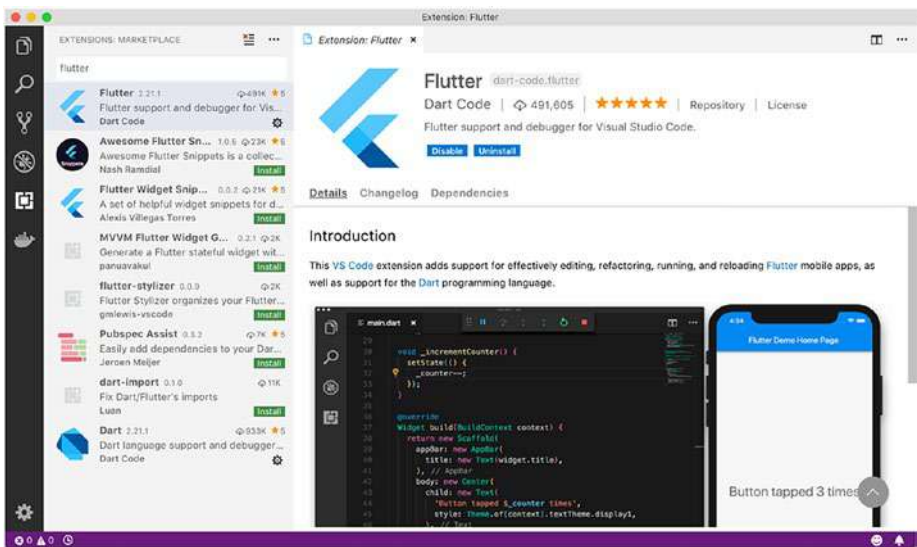 Extension: Flutter
EXTENSIONS: MARKETPLACE
flutter
Flutter 2.21.1 491K 5
Flutter support and debugger for Vis...
Dart Code
Awesome Flutter Sn... 1.0.6 23K 5
Awesome Flutter Snippets is a collec...
Nash Ramdial Install
Flutter Widget Snip... 0.0.2 21K 5
A set of helpful widget snippets for d...
Alexis Villegas Torres Install
MVVM Flutter Widget G... 0.2.1 2K
Generate a Flutter stateful widget wit...
panuavakul Install
flutter-stylizer 0.0.9 2K
Flutter Stylizer organizes your Flutter...
gmlewis-vscode Install
Pubspec Assist 0.3.2 7K 5
Easily add dependencies to your Dar...
Jeroen Meijer Install
dart-import 0.1.0 11K
Fix Dart/Flutter's imports
Luan Install
Dart 2.21.1 933K 5
Dart language support and debugger...
Dart Code
Extension: Flutter
Flutter dart-code.flutter
Dart Code | 491,605 | Repository | License
Flutter support and debugger for Visual Studio Code.
Disable Uninstall
Details Changelog Dependencies
Introduction
This VS Code extension adds support for effectively editing, refactoring, running, and reloading Flutter mobile apps, as
well as support for the Dart programming language.
main.dart
void _incrementCounter() {
setState(() {
_counter--;
});
}
@override
Widget build(BuildContext context) {
return new Scaffold(
appBar: new AppBar(
title: new Text(widget.title),
), // AppBar
body: new Center(
child: new Text(
'Button tapped $_counter times',
style: Theme.of(context).textTheme.display1,
), // Text
4:34
Flutter Demo Home Page
Button tapped 3 times
0 0